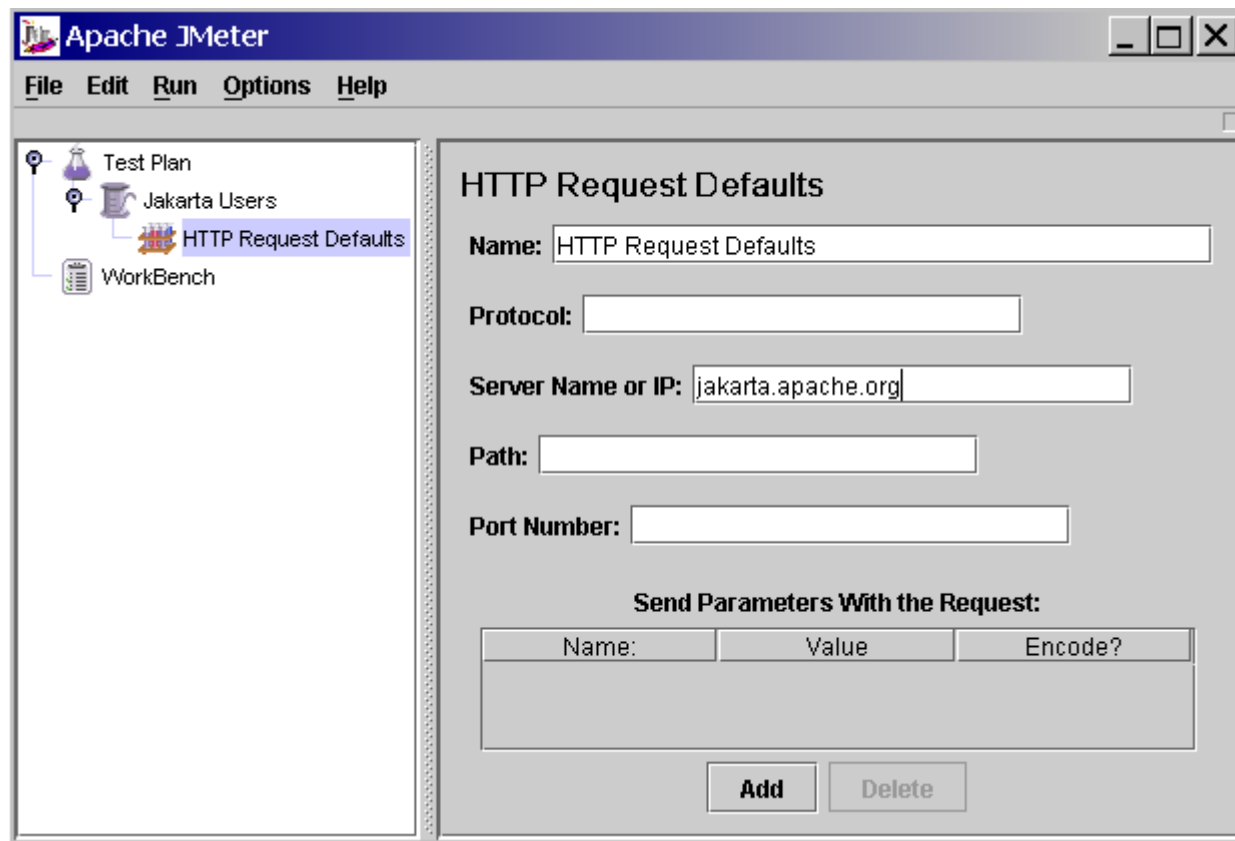 Apache JMeter
File Edit Run Options Help
Test Plan
Jakarta Users
HTTP Request Defaults
WorkBench
HTTP Request Defaults
Name: HTTP Request Defaults
Protocol:
Server Name or IP: jakarta.apache.org
Path:
Port Number:
Send Parameters With the Request:
Name: Value Encode?
Add Delete